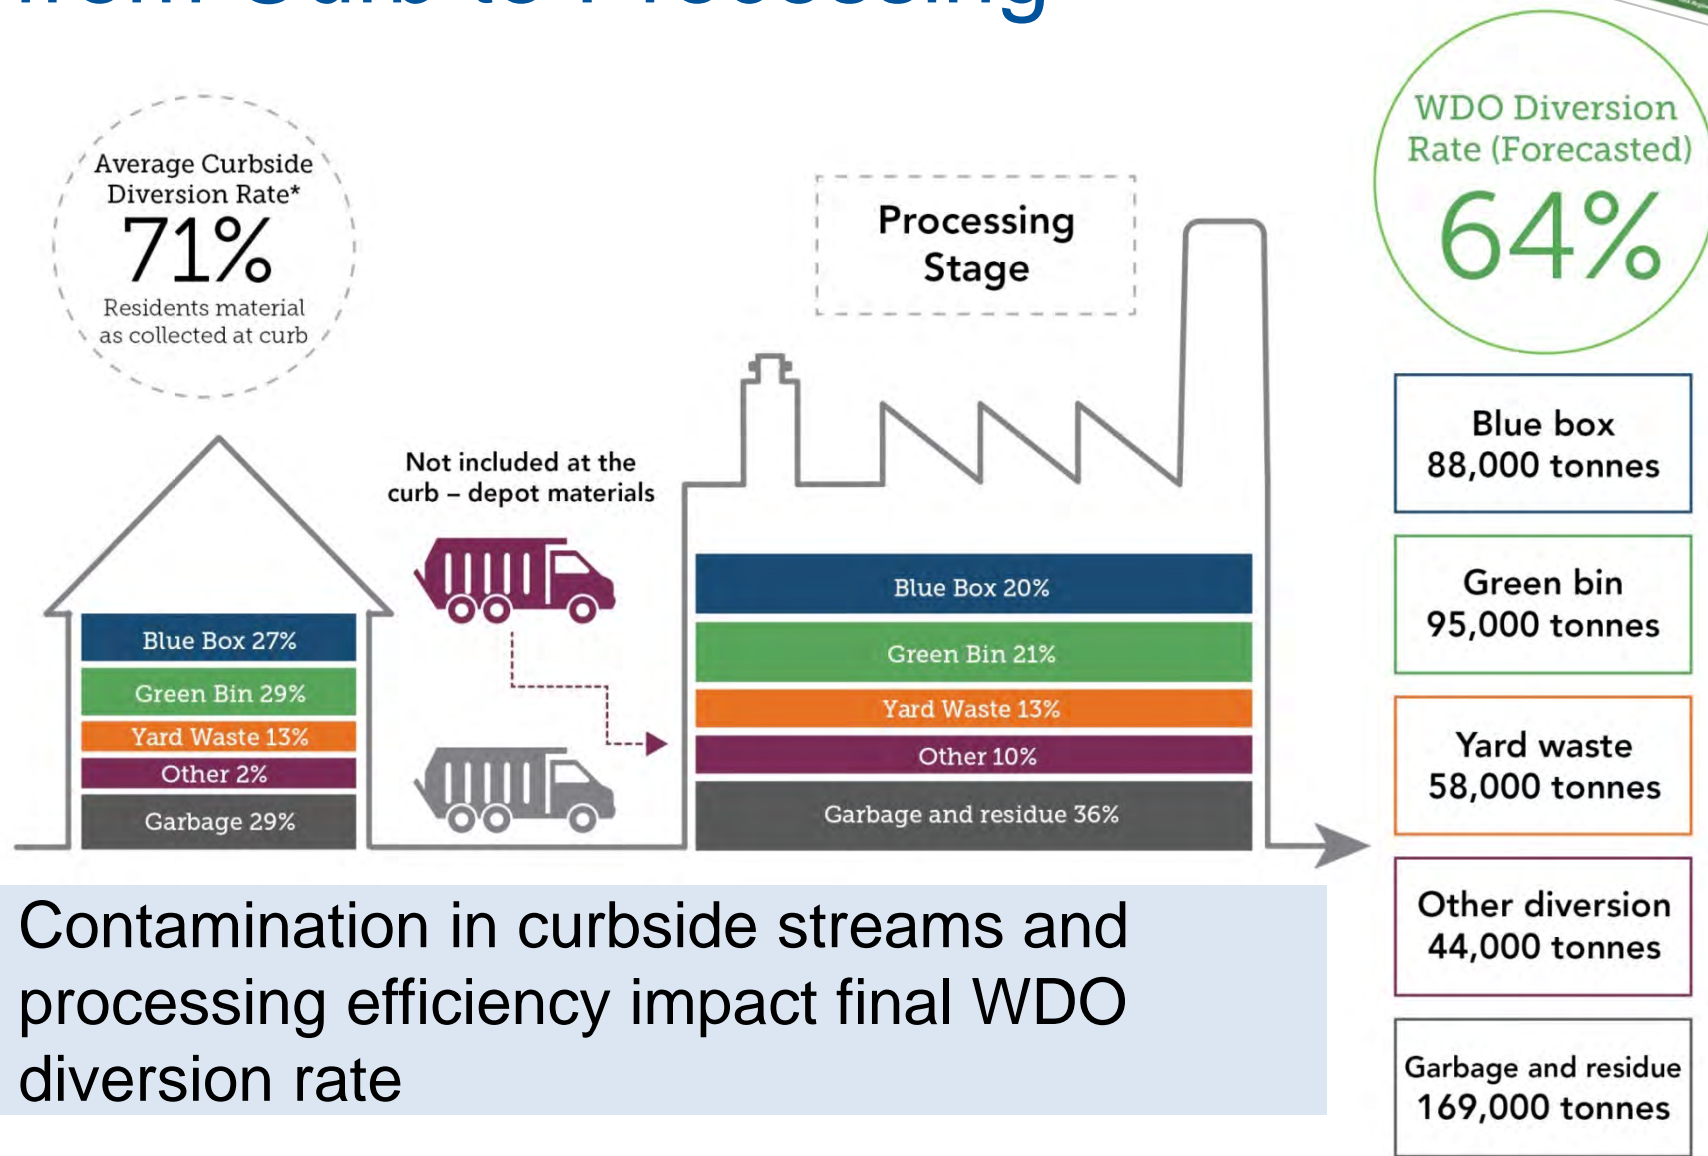 from Curb to Processing
Average Curbside
Diversion Rate*
71%
Residents material
as collected at curb
Blue Box 27%
Green Bin 29%
Yard Waste 13%
Other 2%
Garbage 29%
Not included at the
curb – depot materials
Processing
Stage
Blue Box 20%
Green Bin 21%
Yard Waste 13%
Other 10%
Garbage and residue 36%
WDO Diversion
Rate (Forecasted)
64%
Blue box
88,000 tonnes
Green bin
95,000 tonnes
Yard waste
58,000 tonnes
Other diversion
44,000 tonnes
Garbage and residue
169,000 tonnes
Contamination in curbside streams and
processing efficiency impact final WDO
diversion rate